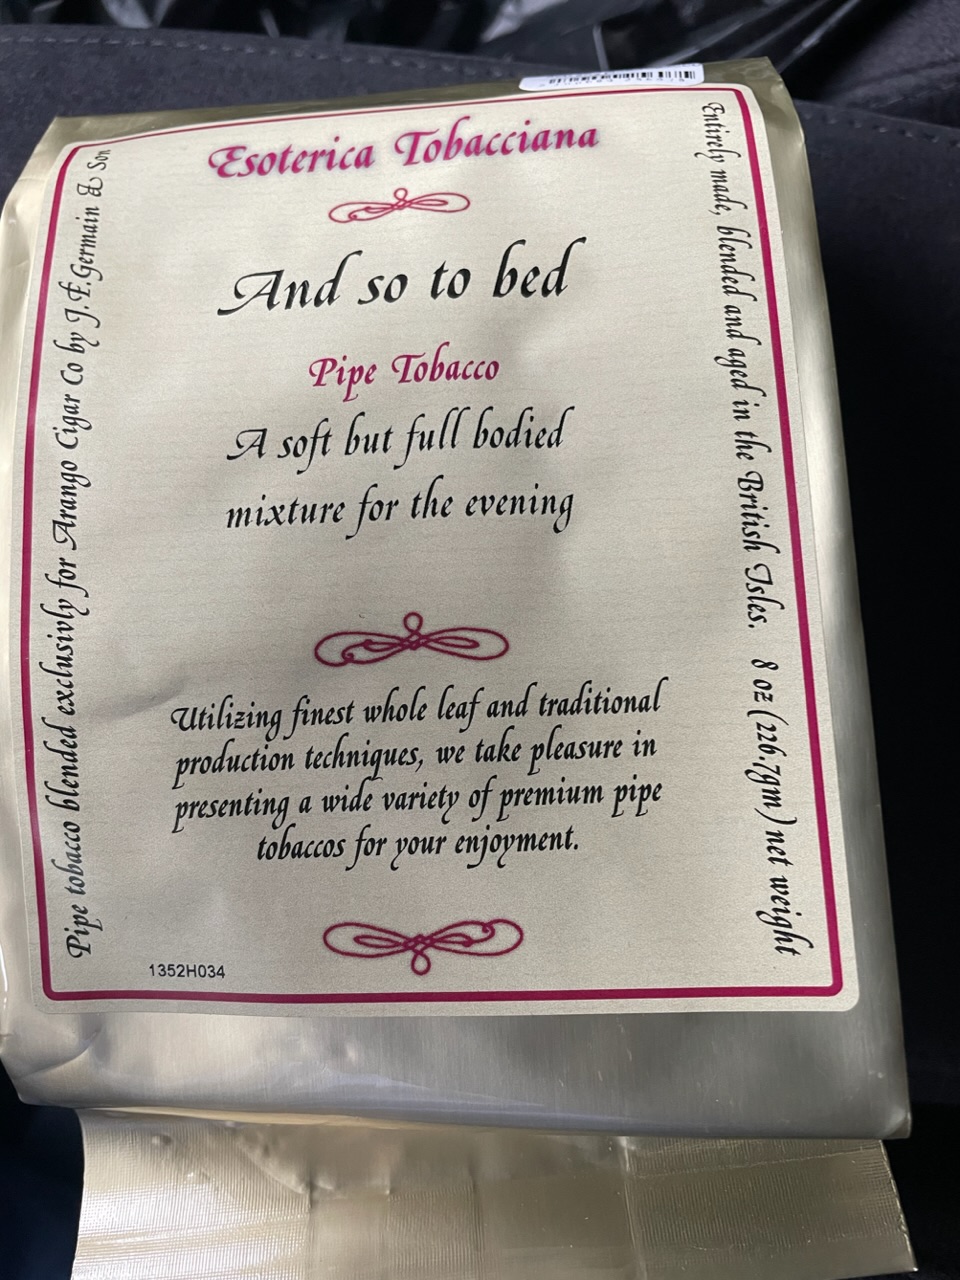 Esoterica Tobacciana
And so to bed
Pipe Tobacco
A soft but full bodied
mixture for the evening
Utilizing finest whole leaf and traditional
production techniques, we take pleasure in
presenting a wide variety of premium pipe
tobaccos for your enjoyment.
1352H034
Pipe tobacco blended exclusivly for Arango Cigar Co by J.E.Germain & Son
Entirely made, blended and aged in the British Isles. 8 oz (226.7gm) net weight